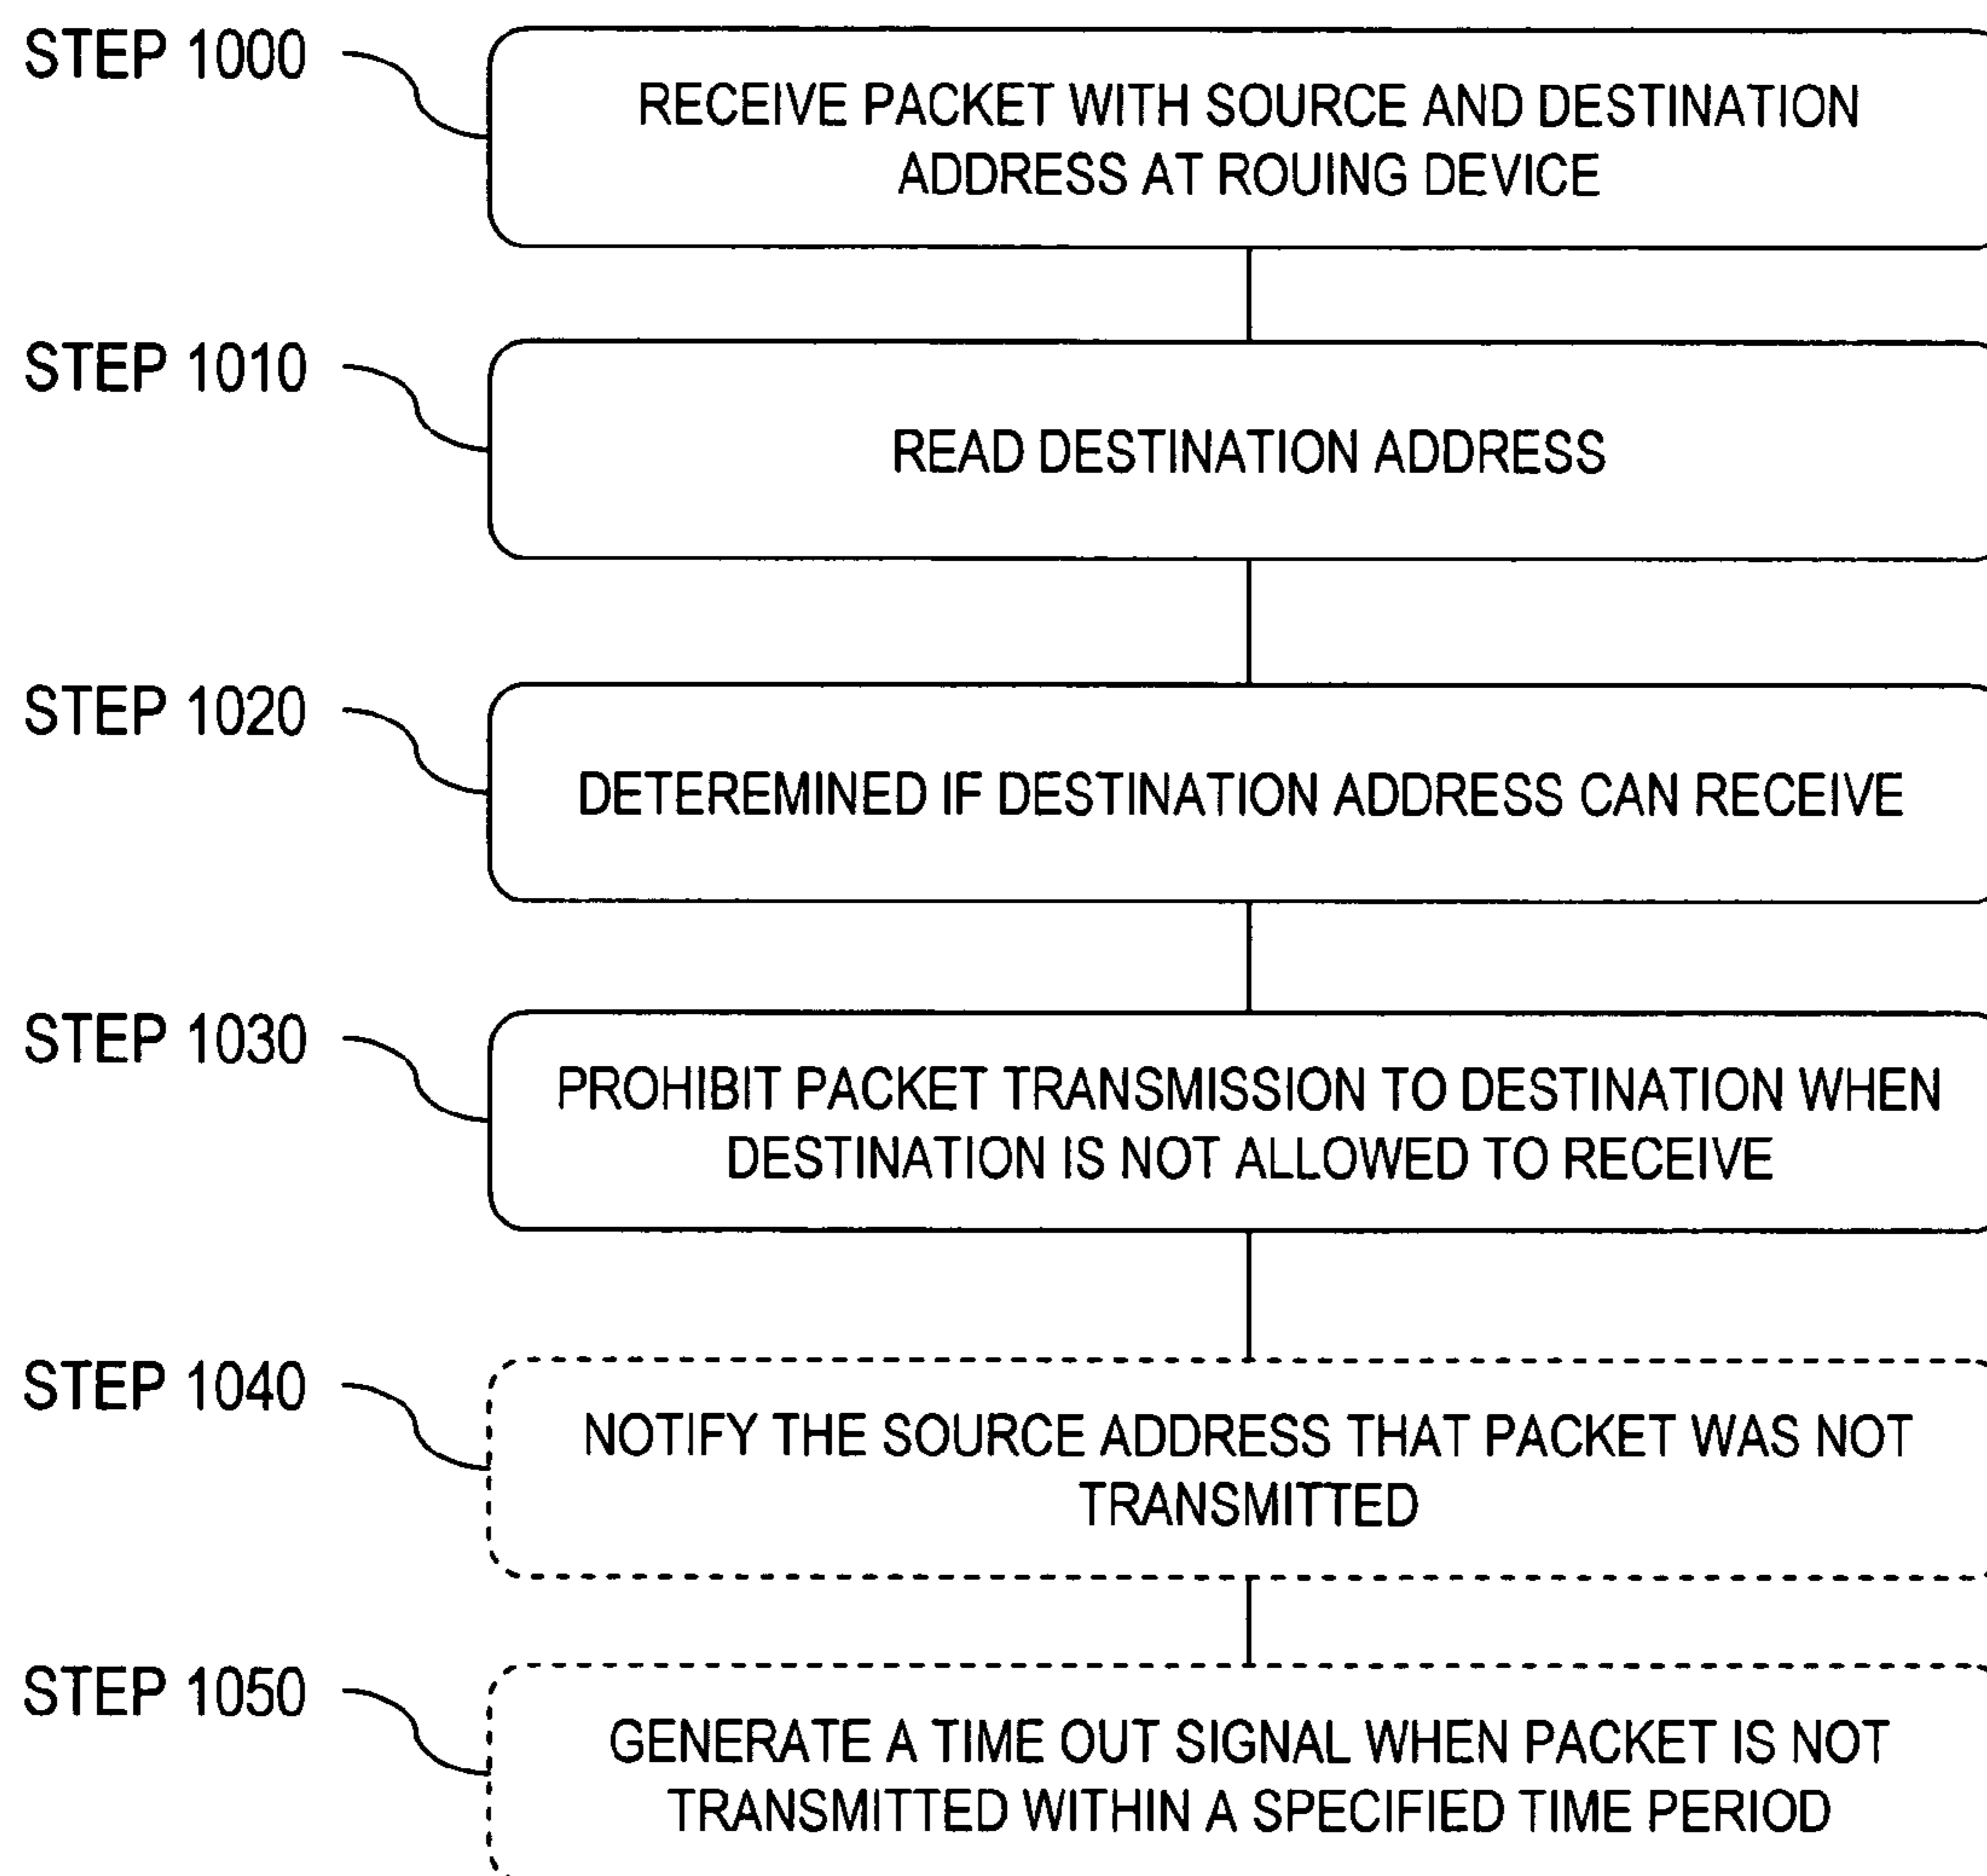 STEP 1000
RECEIVE PACKET WITH SOURCE AND DESTINATION
ADDRESS AT ROUING DEVICE
STEP 1010
READ DESTINATION ADDRESS
STEP 1020
DETEREMINED IF DESTINATION ADDRESS CAN RECEIVE
STEP 1030
PROHIBIT PACKET TRANSMISSION TO DESTINATION WHEN
DESTINATION IS NOT ALLOWED TO RECEIVE
STEP 1040
NOTIFY THE SOURCE ADDRESS THAT PACKET WAS NOT
TRANSMITTED
STEP 1050
GENERATE A TIME OUT SIGNAL WHEN PACKET IS NOT
TRANSMITTED WITHIN A SPECIFIED TIME PERIOD